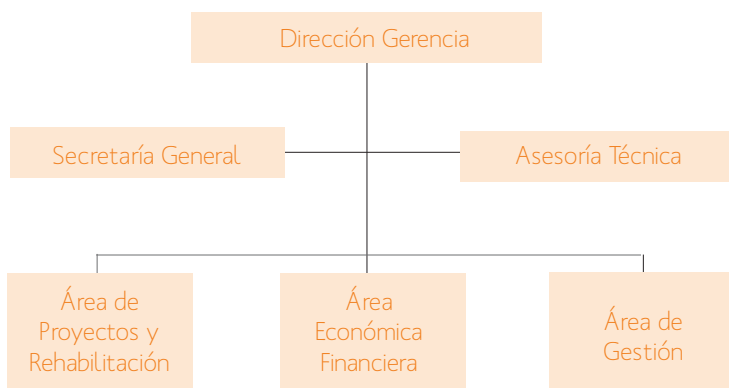 Dirección Gerencia
Secretaría General
Asesoría Técnica
Área de
Proyectos y
Rehabilitación
Área
Económica
Financiera
Área de
Gestión